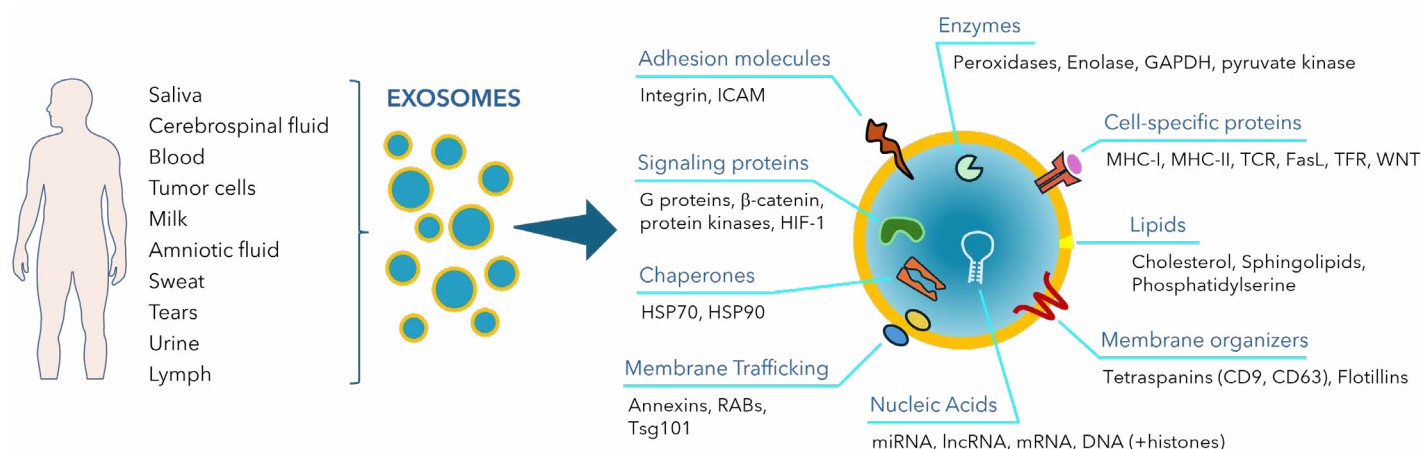 Saliva
Cerebrospinal fluid
Blood
Tumor cells
Milk
Amniotic fluid
Sweat
Tears
Urine
Lymph
EXOSOMES
Adhesion molecules
Integrin, ICAM
Signaling proteins
G proteins, β-catenin,
protein kinases, HIF-1
Chaperones
HSP70, HSP90
Membrane Trafficking
Annexins, RABs,
Tsg101
Enzymes
Peroxidases, Enolase, GAPDH, pyruvate kinase
Cell-specific proteins
MHC-I, MHC-II, TCR, FasL, TFR, WNT
Lipids
Cholesterol, Sphingolipids,
Phosphatidylserine
Membrane organizers
Tetraspanins (CD9, CD63), Flotillins
Nucleic Acids
miRNA, lncRNA, mRNA, DNA (+histones)